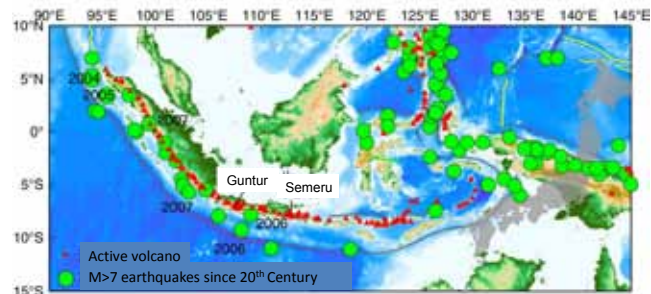 90°E 95°E 100°E 105°E 110°E 115°E 120°E 125°E 130°E 135°E 140°E 145°E
10°N
5°N
2004
2005
2007
0°
Guntur
Semeru
5°S
2007
2006
10°S
2006
Active volcano
M>7 earthquakes since 20th Century
15°S